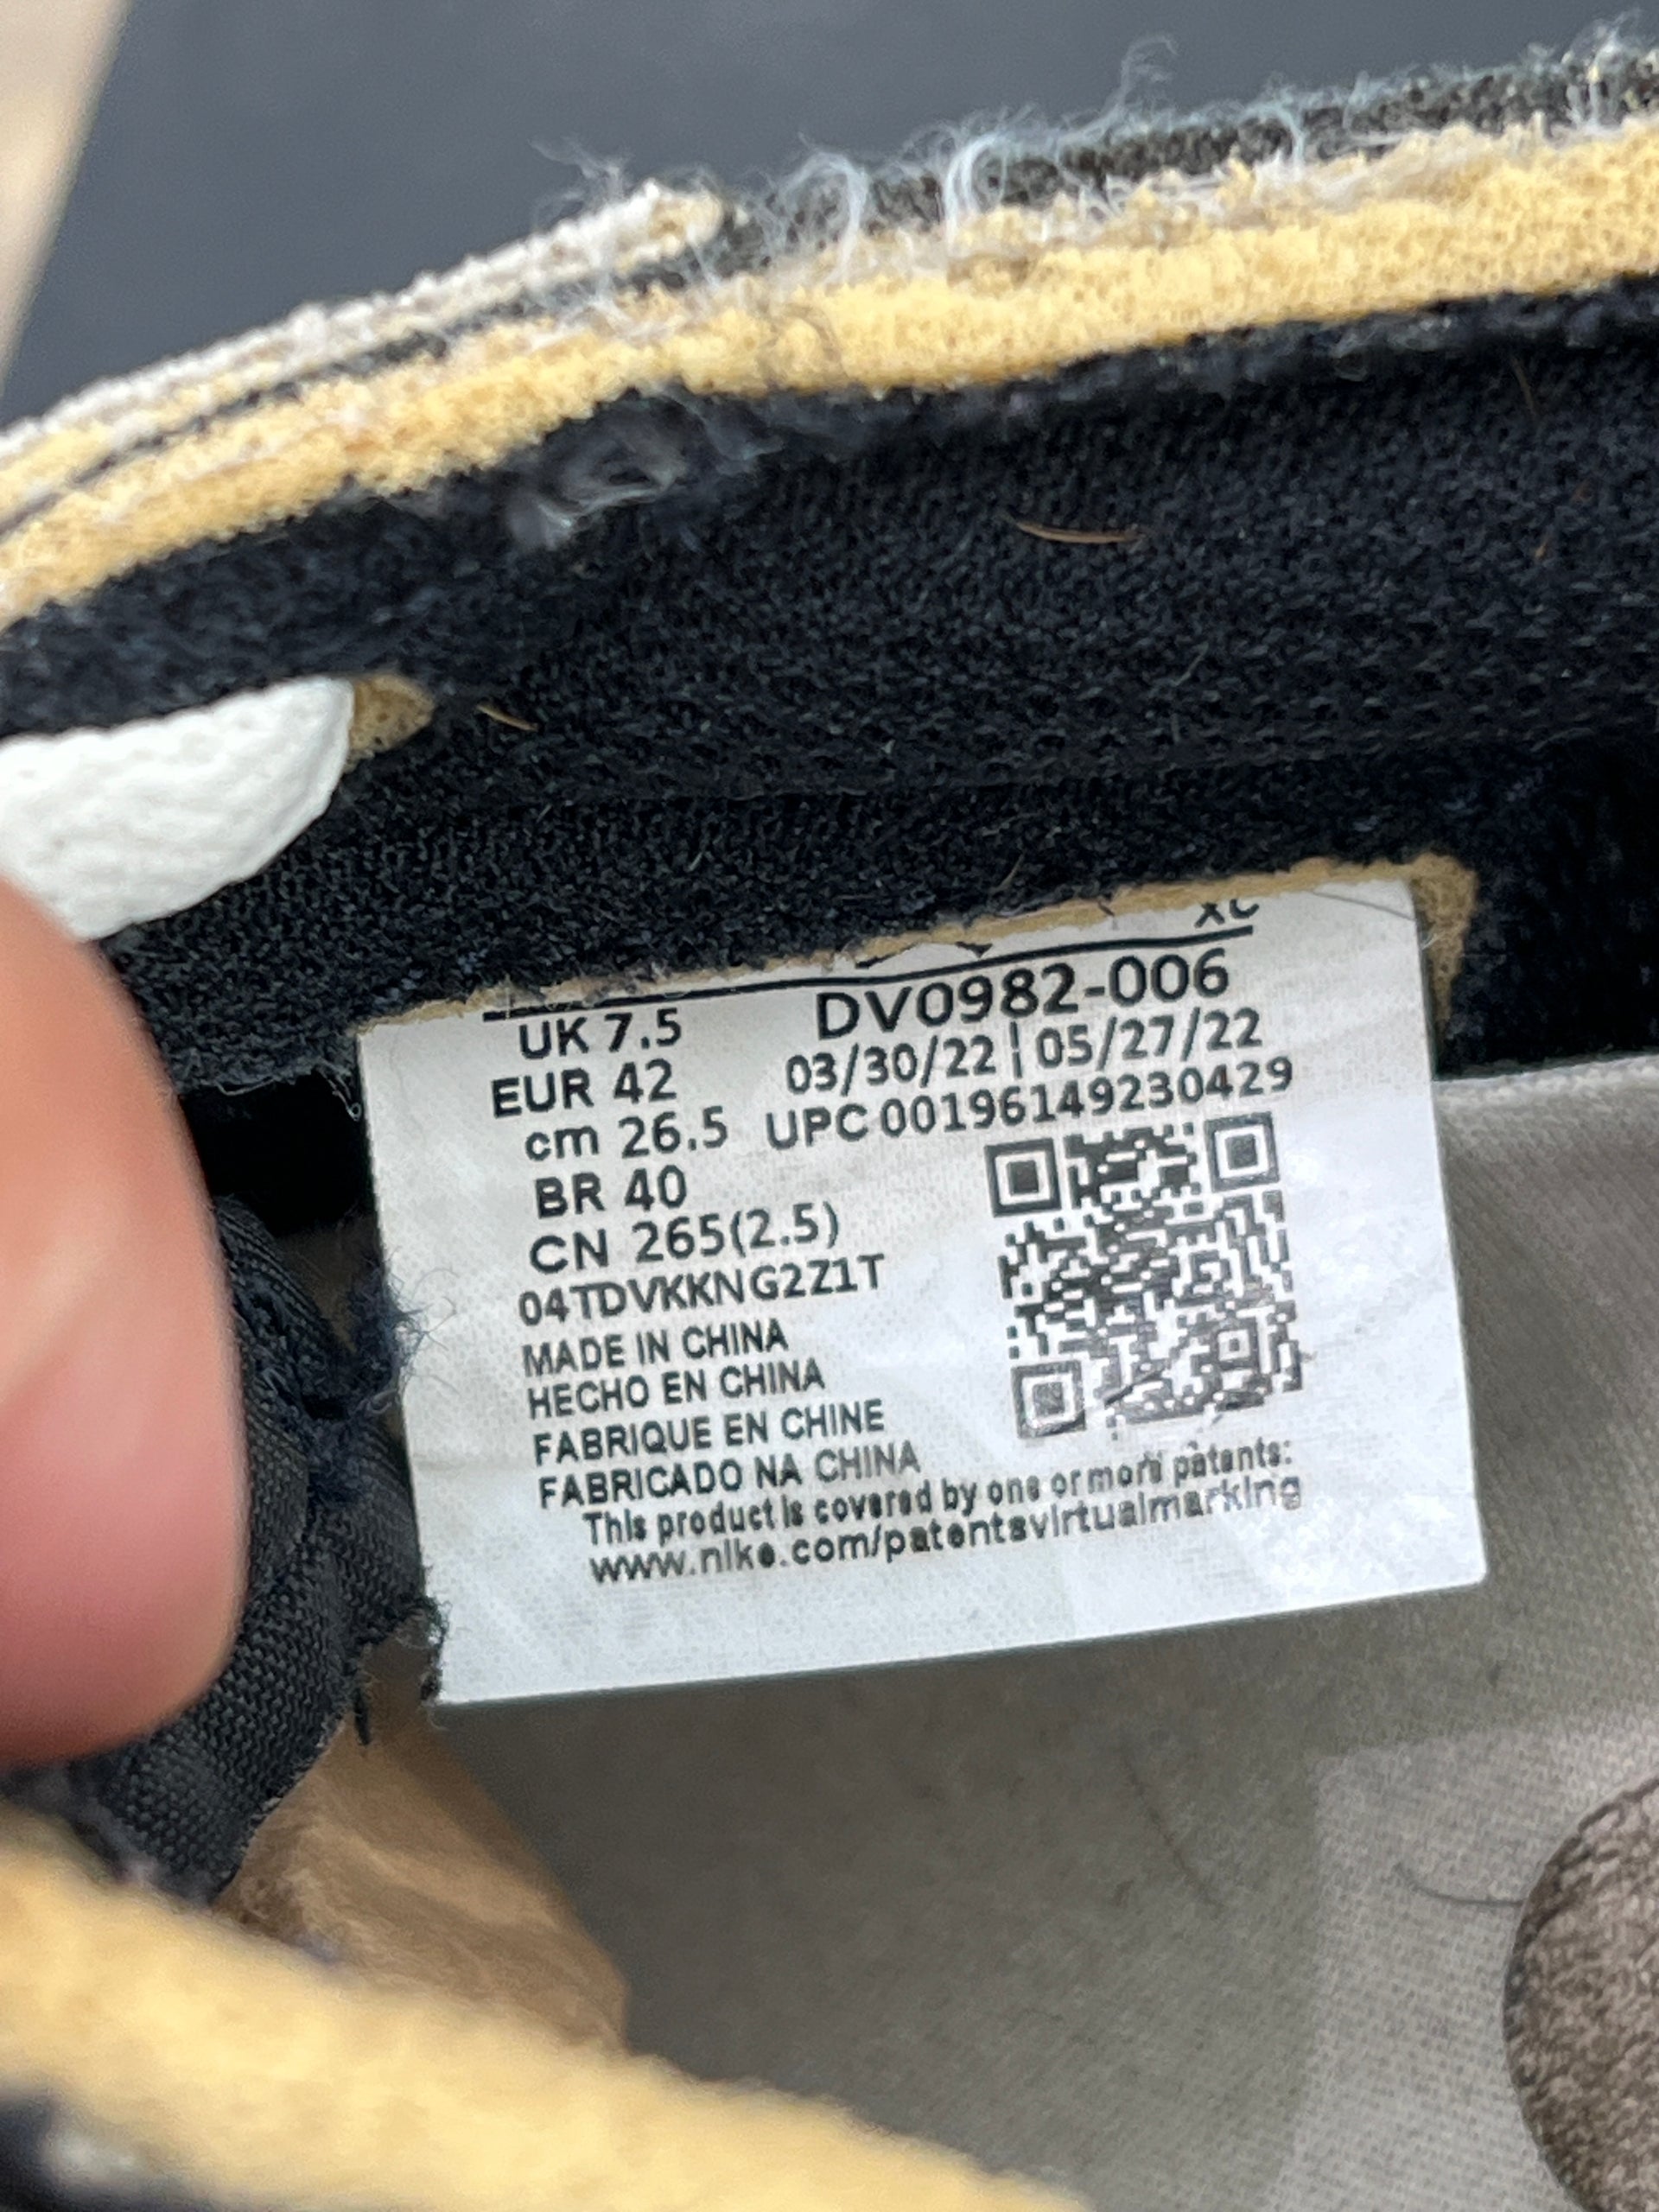 XC
UK 7.5 DV0982-006
EUR 42 03/30/22 | 05/27/22
cm 26.5 UPC 00196149230429
BR 40
CN 265(2.5)
04TDVKKNG2Z1T
MADE IN CHINA
HECHO EN CHINA
FABRIQUE EN CHINE
FABRICADO NA CHINA
This product is covered by one or more patents:
www.nike.com/patentsvirtualmarking